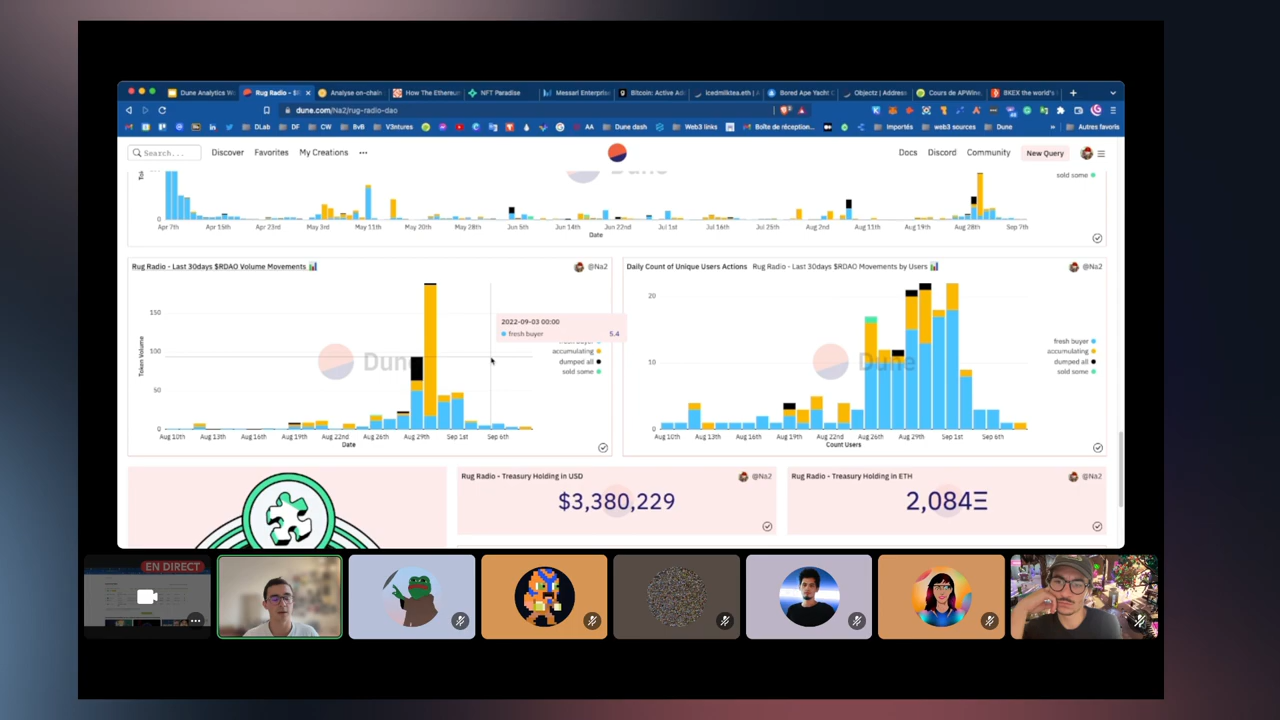 Dune Analytics W
Rug Radio - $R
Analyse on-chain
How The Ethereu
NFT Paradise
Messari Enterprise
Bitcoin: Active Ad
icedmilktea.eth |
Bored Ape Yacht C
Objectz | Address
Cours de APWine
BKEX the world's
dune.com/Na2/rug-radio-dao
DLab
DF
CW
BvB
V3ntures
AA
Dune dash
Web3 links
Boîte de réception...
Importés
web3 sources
Dune
Autres favoris
Search...
Discover
Favorites
My Creations
Docs
Discord
Community
New Query
sold some
0
Apr 7th
Apr 15th
Apr 23rd
May 3rd
May 11th
May 20th
May 28th
Jun 5th
Jun 14th
Jun 22nd
Jul 1st
Jul 16th
Jul 25th
Aug 2nd
Aug 11th
Aug 19th
Aug 28th
Sep 7th
Date
Rug Radio - Last 30days $RDAO Volume Movements
@Na2
Token Volume
150
100
50
0
Dune
2022-09-03 00:00
fresh buyer 5.4
accumulating
dumped all
sold some
Aug 10th
Aug 13th
Aug 16th
Aug 19th
Aug 22nd
Aug 26th
Aug 29th
Sep 1st
Sep 6th
Date
Daily Count of Unique Users Actions Rug Radio - Last 30days $RDAO Movements by Users
@Na2
20
10
0
Dune
fresh buyer
accumulating
dumped all
sold some
Aug 10th
Aug 13th
Aug 16th
Aug 19th
Aug 22nd
Aug 26th
Aug 29th
Sep 1st
Sep 6th
Count Users
Rug Radio - Treasury Holding in USD
@Na2
$3,380,229
Rug Radio - Treasury Holding in ETH
@Na2
2,084Ξ
EN DIRECT